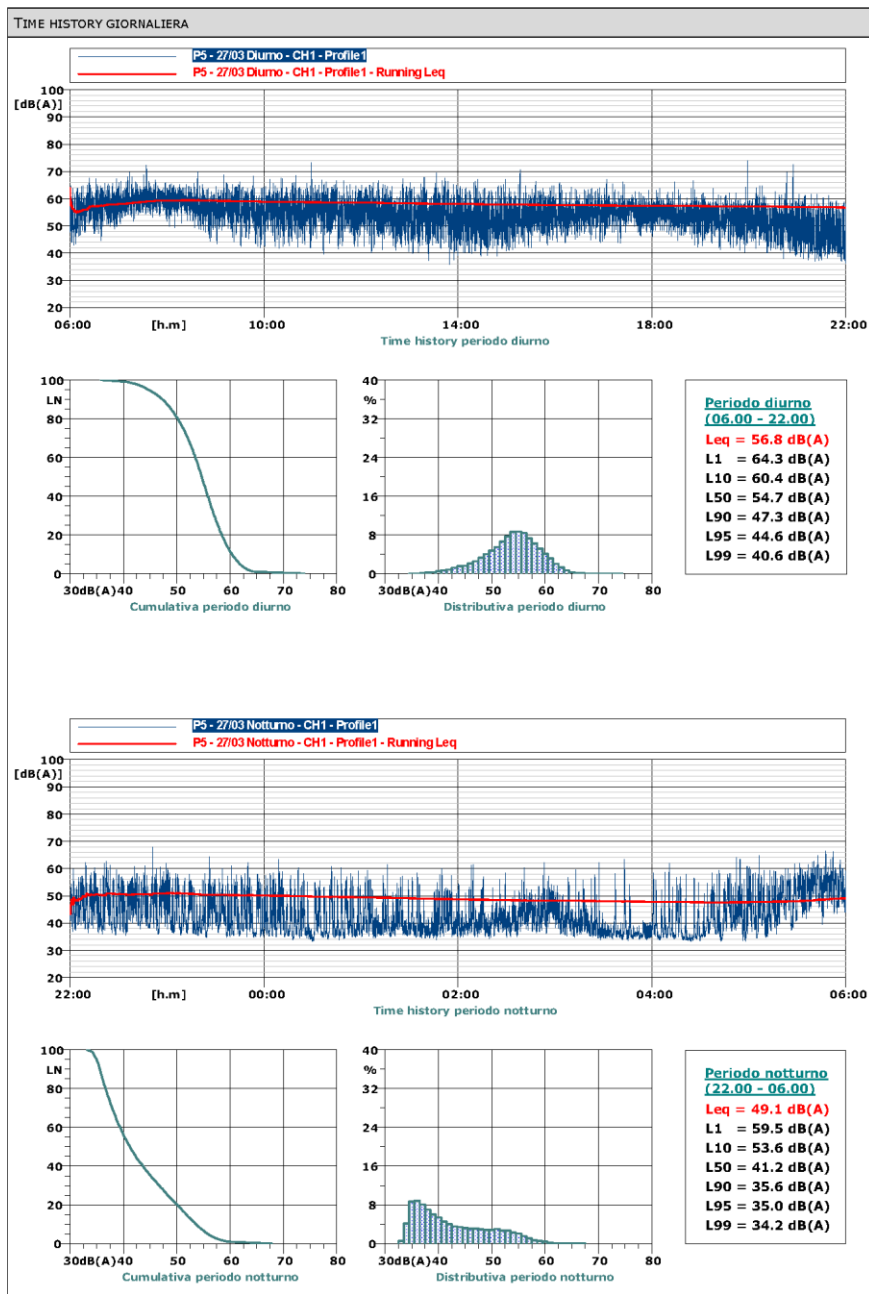 TIME HISTORY GIORNALIERA
P5 - 27/03 Diurno - CH1 - Profile1
P5 - 27/03 Diurno - CH1 - Profile1 - Running Leq
100
[dB(A)]
90
80
70
60
50
40
30
20
06:00 [h.m] 10:00 14:00 18:00 22:00
Time history periodo diurno
100
LN
80
60
40
20
0
30dB(A)40 50 60 70 80
Cumulativa periodo diurno
40
%
32
24
16
8
0
30dB(A)40 50 60 70 80
Distributiva periodo diurno
Periodo diurno
(06.00 - 22.00)
Leq = 56.8 dB(A)
L1 = 64.3 dB(A)
L10 = 60.4 dB(A)
L50 = 54.7 dB(A)
L90 = 47.3 dB(A)
L95 = 44.6 dB(A)
L99 = 40.6 dB(A)
P5 - 27/03 Notturno - CH1 - Profile1
P5 - 27/03 Notturno - CH1 - Profile1 - Running Leq
100
[dB(A)]
90
80
70
60
50
40
30
20
22:00 [h.m] 00:00 02:00 04:00 06:00
Time history periodo notturno
100
LN
80
60
40
20
0
30dB(A)40 50 60 70 80
Cumulativa periodo notturno
40
%
32
24
16
8
0
30dB(A)40 50 60 70 80
Distributiva periodo notturno
Periodo notturno
(22.00 - 06.00)
Leq = 49.1 dB(A)
L1 = 59.5 dB(A)
L10 = 53.6 dB(A)
L50 = 41.2 dB(A)
L90 = 35.6 dB(A)
L95 = 35.0 dB(A)
L99 = 34.2 dB(A)